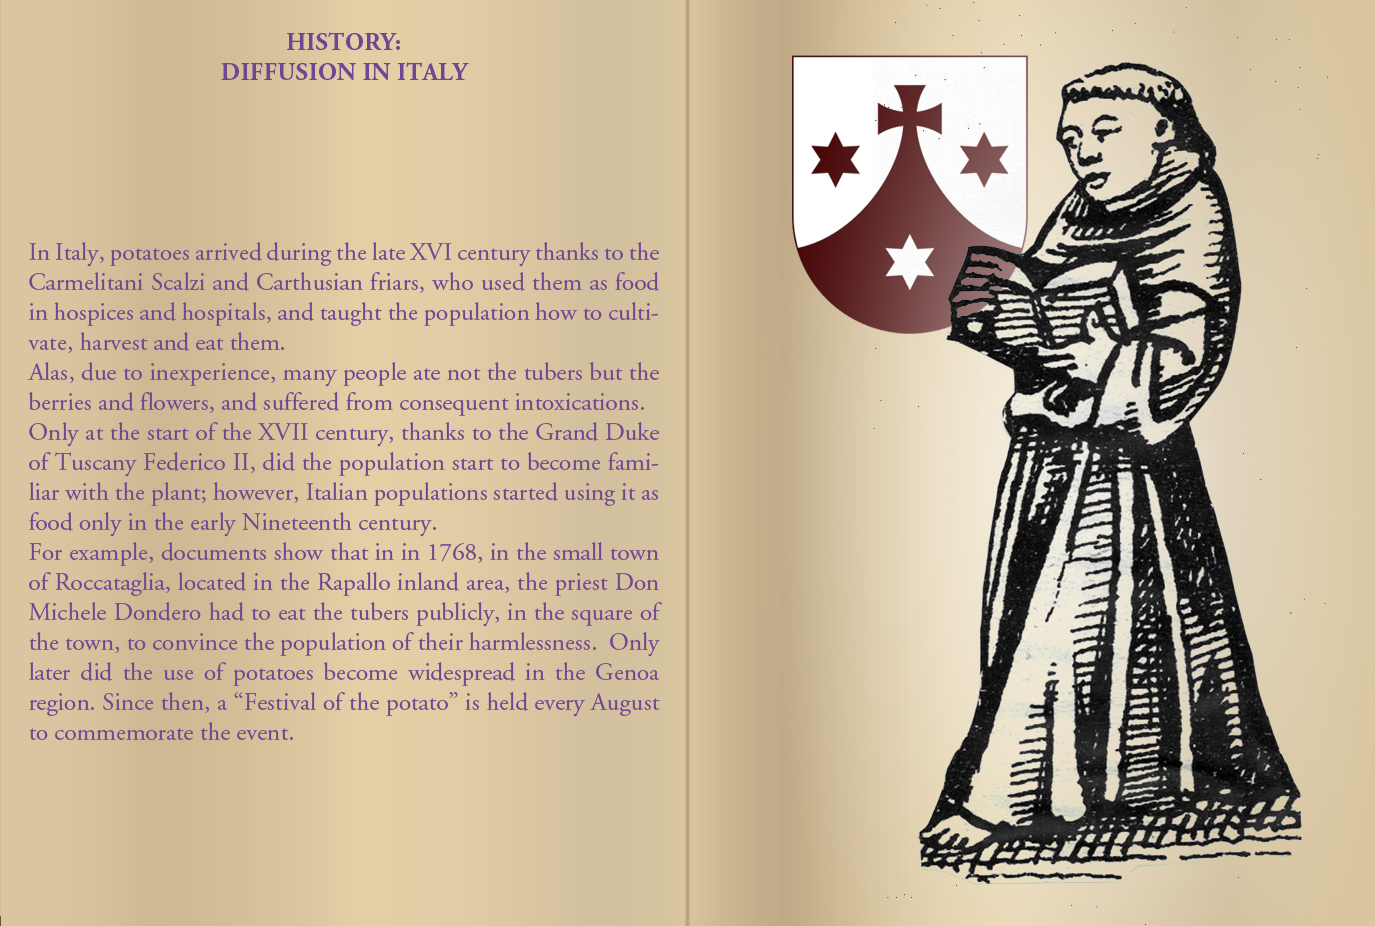 HISTORY:
DIFFUSION IN ITALY
In Italy, potatoes arrived during the late XVI century thanks to the
Carmelitani Scalzi and Carthusian friars, who used them as food
in hospices and hospitals, and taught the population how to culti-
vate, harvest and eat them.
Alas, due to inexperience, many people ate not the tubers but the
berries and flowers, and suffered from consequent intoxications.
Only at the start of the XVII century, thanks to the Grand Duke
of Tuscany Federico II, did the population start to become fami-
liar with the plant; however, Italian populations started using it as
food only in the early Nineteenth century.
For example, documents show that in in 1768, in the small town
of Roccataglia, located in the Rapallo inland area, the priest Don
Michele Dondero had to eat the tubers publicly, in the square of
the town, to convince the population of their harmlessness.  Only
later did the use of potatoes become widespread in the Genoa
region. Since then, a “Festival of the potato” is held every August
to commemorate the event.